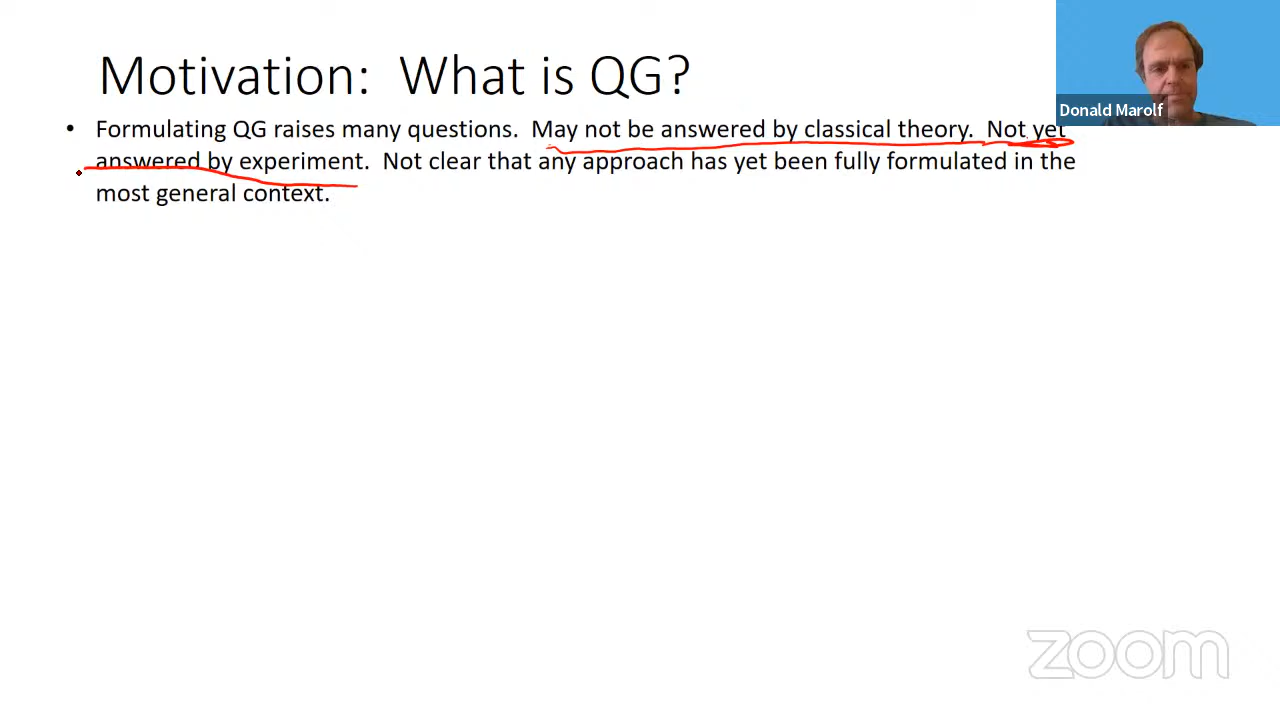 Motivation: What is QG?
• Formulating QG raises many questions. May not be answered by classical theory. Not yet
answered by experiment. Not clear that any approach has yet been fully formulated in the
most general context.
Donald Marolf
zoom